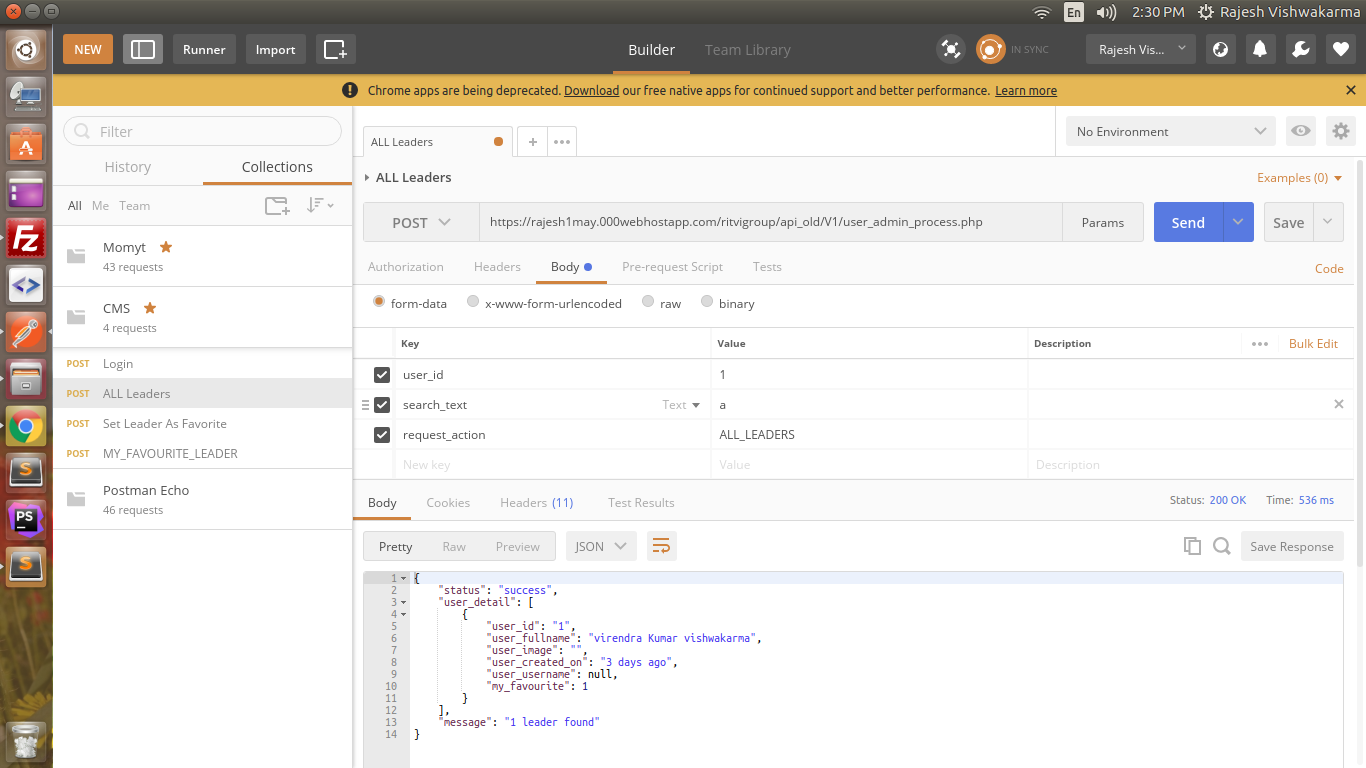 En 2:30 PM Rajesh Vishwakarma
NEW Runner Import Builder Team Library IN SYNC Rajesh Vis...
Chrome apps are being deprecated. Download our free native apps for continued support and better performance. Learn more
Filter
History Collections
All Me Team
Momyt
43 requests
CMS
4 requests
POST Login
POST ALL Leaders
POST Set Leader As Favorite
POST MY_FAVOURITE_LEADER
Postman Echo
46 requests
ALL Leaders
No Environment
ALL Leaders Examples (0)
POST https://rajesh1may.000webhostapp.com/ritvigroup/api_old/V1/user_admin_process.php Params Send Save
Authorization Headers Body Pre-request Script Tests Code
form-data x-www-form-urlencoded raw binary
Key Value Description Bulk Edit
user_id 1
search_text Text a
request_action ALL_LEADERS
New key Value Description
Body Cookies Headers (11) Test Results Status: 200 OK Time: 536 ms
Pretty Raw Preview JSON Save Response
1 {
2 "status": "success",
3 "user_detail": [
4 {
5 "user_id": "1",
6 "user_fullname": "virendra Kumar vishwakarma",
7 "user_image": "",
8 "user_created_on": "3 days ago",
9 "user_username": null,
10 "my_favourite": 1
11 }
12 ],
13 "message": "1 leader found"
14 }
Fz
PS